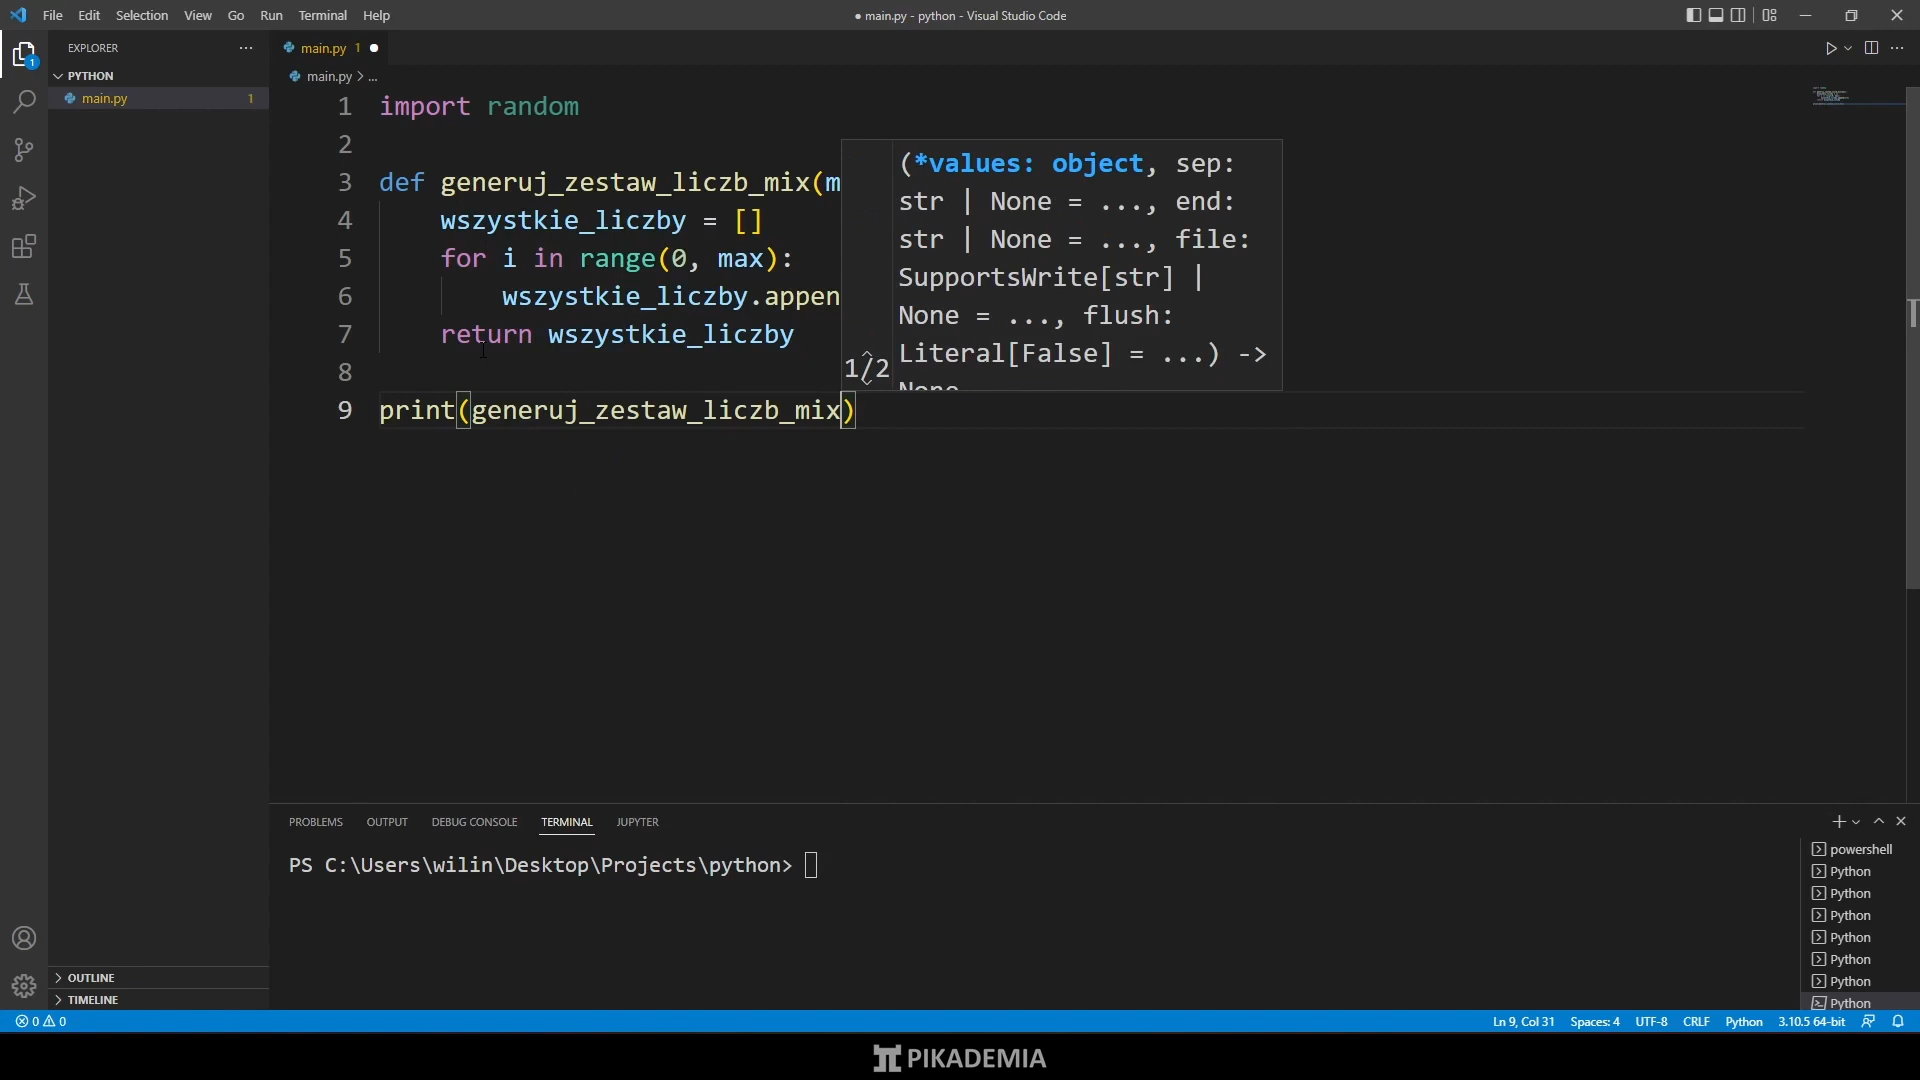 File Edit Selection View Go Run Terminal Help
● main.py - python - Visual Studio Code
EXPLORER
PYTHON
main.py 1
OUTLINE
TIMELINE
main.py 1
main.py > ...
1 import random
2
3 def generuj_zestaw_liczb_mix(m
4 wszystkie_liczby = []
5 for i in range(0, max):
6 wszystkie_liczby.appen
7 return wszystkie_liczby
8
9 print(generuj_zestaw_liczb_mix)
(*values: object, sep:
str | None = ..., end:
str | None = ..., file:
SupportsWrite[str] |
None = ..., flush:
Literal[False] = ...) ->
None
1/2
PROBLEMS OUTPUT DEBUG CONSOLE TERMINAL JUPYTER
PS C:\Users\wilin\Desktop\Projects\python>
powershell
Python
Python
Python
Python
Python
Python
Python
1
0 0
Ln 9, Col 31 Spaces: 4 UTF-8 CRLF Python 3.10.5 64-bit
PIKADEMIA